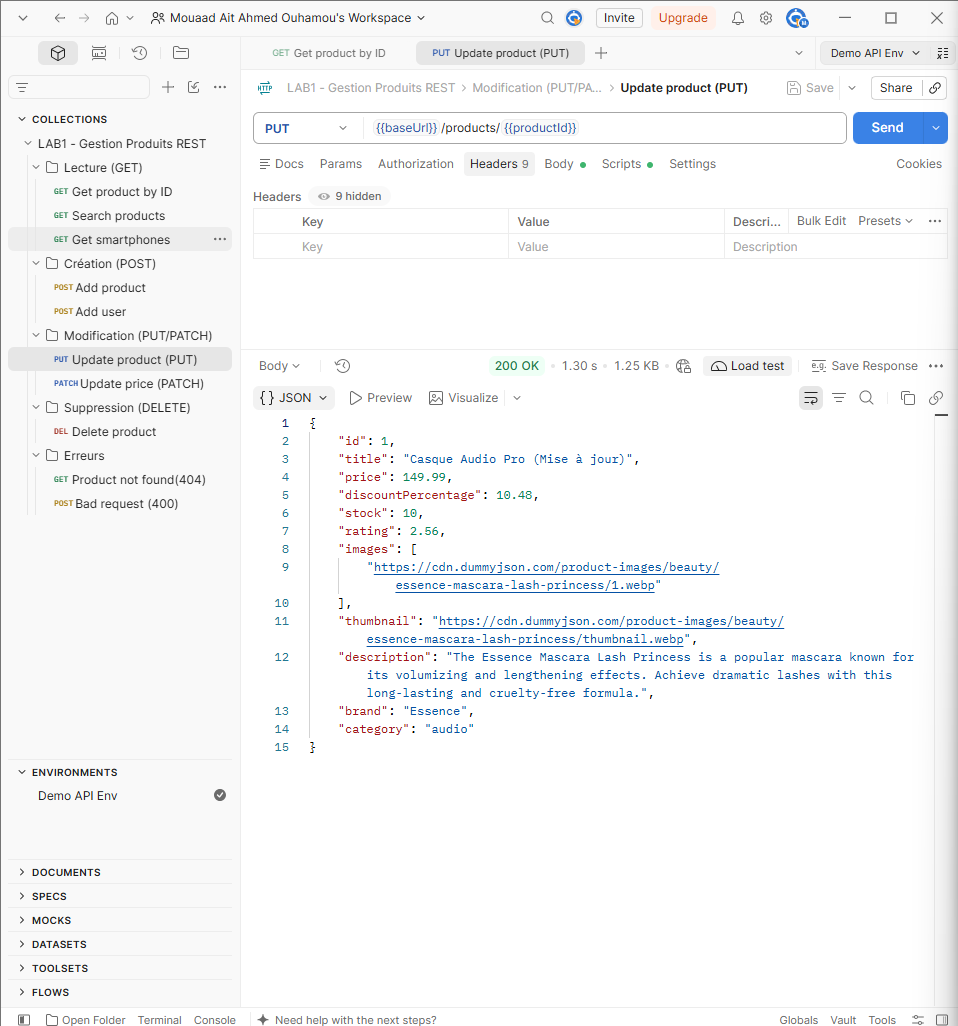 Mouaad Ait Ahmed Ouhamou's Workspace
Invite
Upgrade
GET Get product by ID
PUT Update product (PUT)
Demo API Env
COLLECTIONS
LAB1 - Gestion Produits REST
Lecture (GET)
GET Get product by ID
GET Search products
GET Get smartphones
Création (POST)
POST Add product
POST Add user
Modification (PUT/PATCH)
PUT Update product (PUT)
PATCH Update price (PATCH)
Suppression (DELETE)
DEL Delete product
Erreurs
GET Product not found(404)
POST Bad request (400)
ENVIRONMENTS
Demo API Env
DOCUMENTS
SPECS
MOCKS
DATASETS
TOOLSETS
FLOWS
HTTP LAB1 - Gestion Produits REST > Modification (PUT/PA... > Update product (PUT)
Save
Share
PUT
{{baseUrl}} /products/ {{productId}}
Send
Docs Params Authorization Headers 9 Body Scripts Settings Cookies
Headers 9 hidden
Key Value Descri... Bulk Edit Presets
Key Value Description
Body 200 OK 1.30 s 1.25 KB Load test e.g. Save Response
{} JSON Preview Visualize
1 {
2 "id": 1,
3 "title": "Casque Audio Pro (Mise à jour)",
4 "price": 149.99,
5 "discountPercentage": 10.48,
6 "stock": 10,
7 "rating": 2.56,
8 "images": [
9 "https://cdn.dummyjson.com/product-images/beauty/
essence-mascara-lash-princess/1.webp"
10 ],
11 "thumbnail": "https://cdn.dummyjson.com/product-images/beauty/
essence-mascara-lash-princess/thumbnail.webp",
12 "description": "The Essence Mascara Lash Princess is a popular mascara known for
its volumizing and lengthening effects. Achieve dramatic lashes with this
long-lasting and cruelty-free formula.",
13 "brand": "Essence",
14 "category": "audio"
15 }
Open Folder Terminal Console Need help with the next steps? Globals Vault Tools